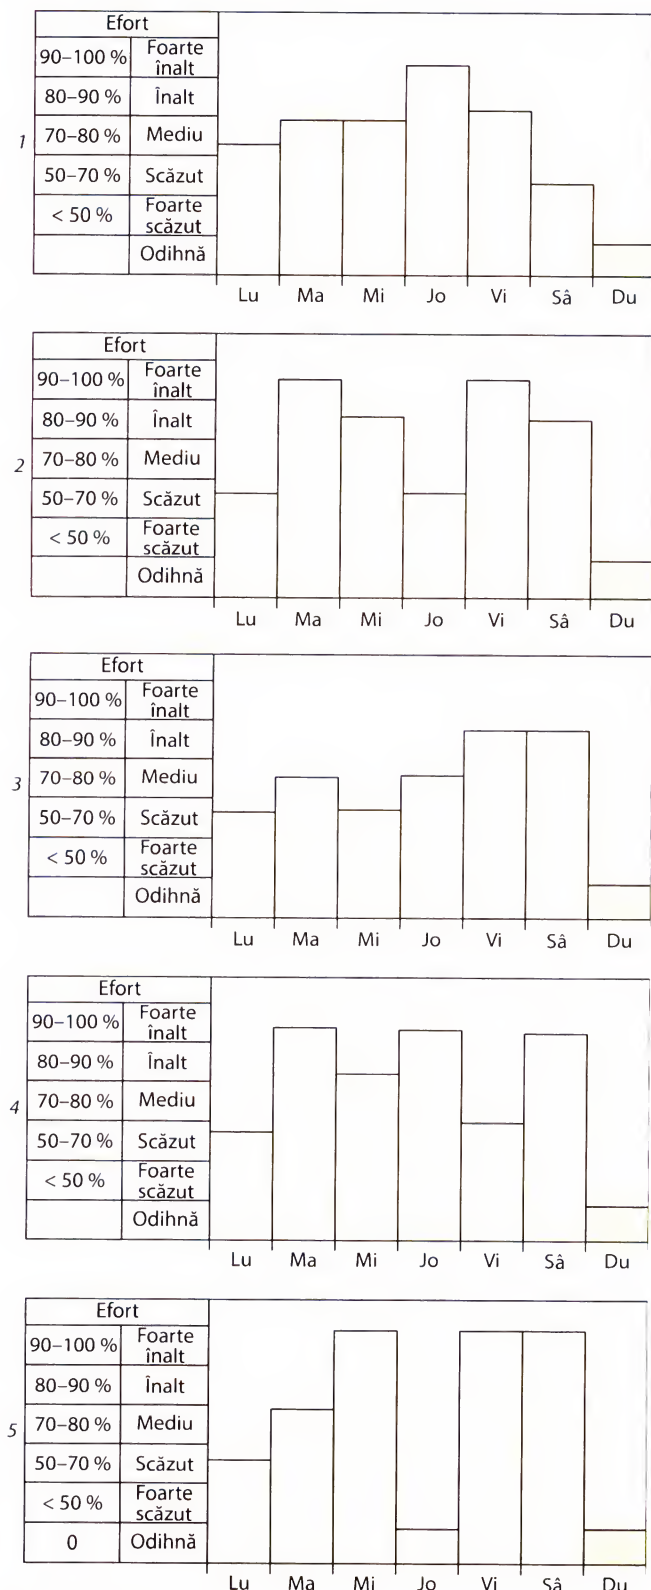 Efort
90–100 % Foarte înalt
80–90 % Înalt
1 70–80 % Mediu
50–70 % Scăzut
< 50 % Foarte scăzut
Odihnă
Lu Ma Mi Jo Vi Sâ Du
Efort
90–100 % Foarte înalt
80–90 % Înalt
2 70–80 % Mediu
50–70 % Scăzut
< 50 % Foarte scăzut
Odihnă
Lu Ma Mi Jo Vi Sâ Du
Efort
90–100 % Foarte înalt
80–90 % Înalt
3 70–80 % Mediu
50–70 % Scăzut
< 50 % Foarte scăzut
Odihnă
Lu Ma Mi Jo Vi Sâ Du
Efort
90–100 % Foarte înalt
80–90 % Înalt
4 70–80 % Mediu
50–70 % Scăzut
< 50 % Foarte scăzut
Odihnă
Lu Ma Mi Jo Vi Sâ Du
Efort
90–100 % Foarte înalt
80–90 % Înalt
5 70–80 % Mediu
50–70 % Scăzut
< 50 % Foarte scăzut
0 Odihnă
Lu Ma Mi Jo Vi Sâ Du